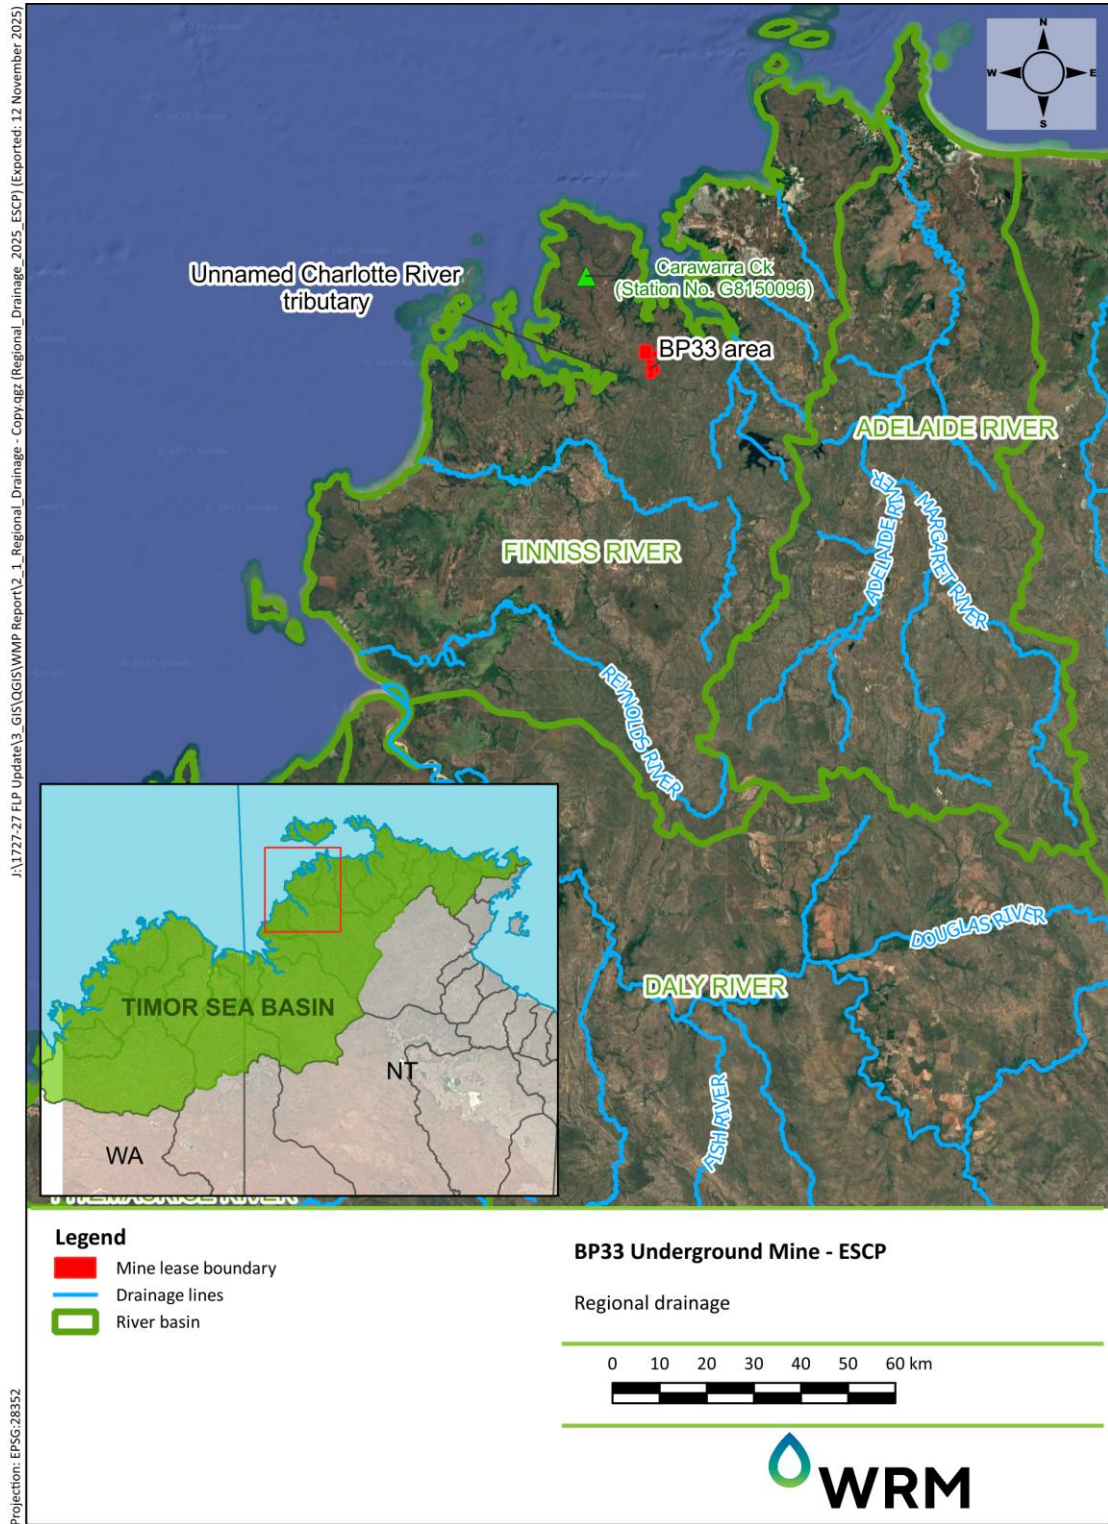 J:\1727-27 FLP Update\3_GIS\QGIS\WMP Report\2_1_Regional_Drainage - Copy.qgz (Regional_Drainage_2025_ESCP) (Exported: 12 November 2025)
N
W
E
S
Unnamed Charlotte River
tributary
Carawarra Ck
(Station No. G8150096)
BP33 area
ADELAIDE RIVER
FINNISS RIVER
ADELAIDE RIVER
MARGARET RIVER
REYNOLDS RIVER
DOUGLAS RIVER
DALY RIVER
FISH RIVER
TIMOR SEA BASIN
NT
WA
Legend
Mine lease boundary
Drainage lines
River basin
BP33 Underground Mine - ESCP
Regional drainage
0 10 20 30 40 50 60 km
WRM
Projection: EPSG:28352